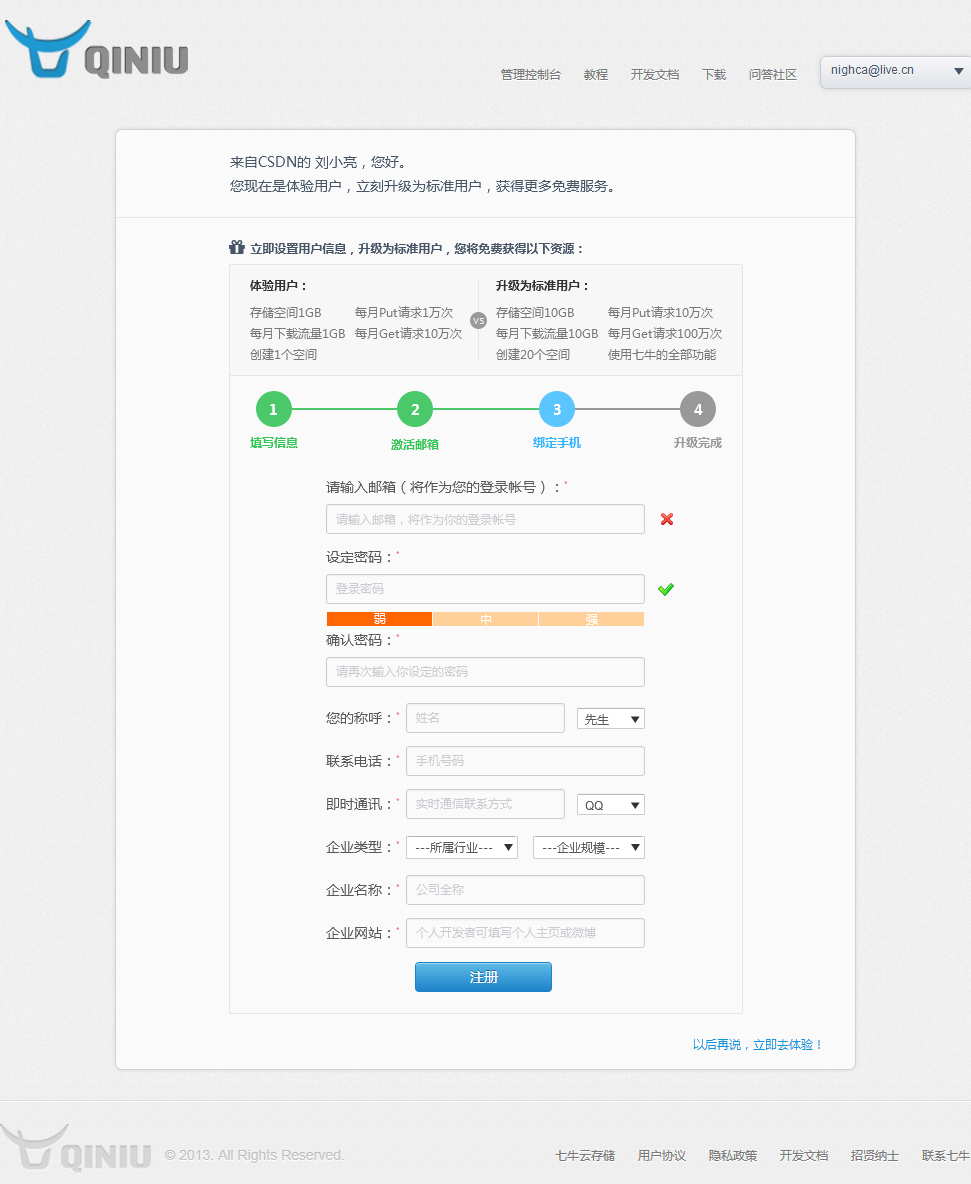 QINIU
管理控制台 教程 开发文档 下载 问答社区 nighca@live.cn
来自CSDN的 刘小亮，您好。
您现在是体验用户，立刻升级为标准用户，获得更多免费服务。
立即设置用户信息，升级为标准用户，您将免费获得以下资源：
体验用户：
存储空间1GB 每月Put请求1万次
每月下载流量1GB 每月Get请求10万次
创建1个空间
VS
升级为标准用户：
存储空间10GB 每月Put请求10万次
每月下载流量10GB 每月Get请求100万次
创建20个空间 使用七牛的全部功能
1 2 3 4
填写信息 激活邮箱 绑定手机 升级完成
请输入邮箱（将作为您的登录帐号）：*
请输入邮箱，将作为你的登录帐号
设定密码：*
登录密码
弱 中 强
确认密码：*
请再次输入你设定的密码
您的称呼：* 姓名 先生
联系电话：* 手机号码
即时通讯：* 实时通信联系方式 QQ
企业类型：* ---所属行业--- ---企业规模---
企业名称：* 公司全称
企业网站：* 个人开发者可填写个人主页或微博
注册
以后再说，立即去体验！
QINIU © 2013. All Rights Reserved. 七牛云存储 用户协议 隐私政策 开发文档 招贤纳士 联系七牛